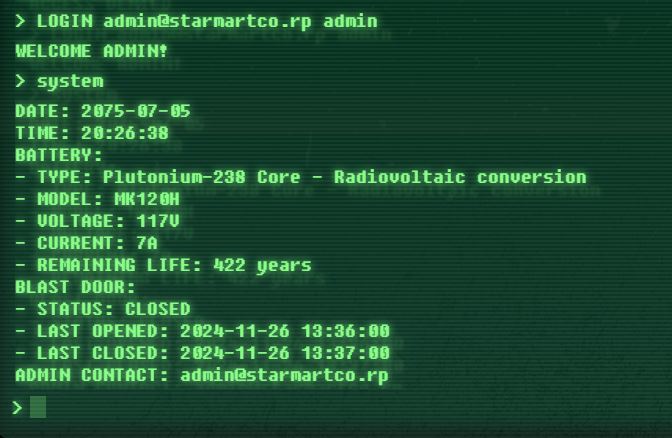 > LOGIN admin@starmartco.rp admin
WELCOME ADMIN!
> system
DATE: 2075-07-05
TIME: 20:26:38
BATTERY:
- TYPE: Plutonium-238 Core - Radiovoltaic conversion
- MODEL: MK120H
- VOLTAGE: 117V
- CURRENT: 7A
- REMAINING LIFE: 422 years
BLAST DOOR:
- STATUS: CLOSED
- LAST OPENED: 2024-11-26 13:36:00
- LAST CLOSED: 2024-11-26 13:37:00
ADMIN CONTACT: admin@starmartco.rp
>